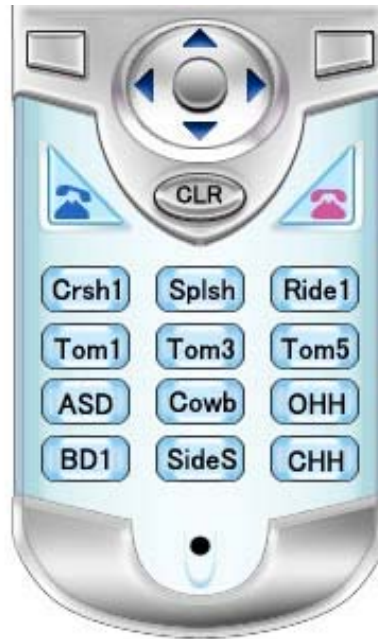 CLR
Crsh1 Splsh Ride1
Tom1 Tom3 Tom5
ASD Cowb OHH
BD1 SideS CHH